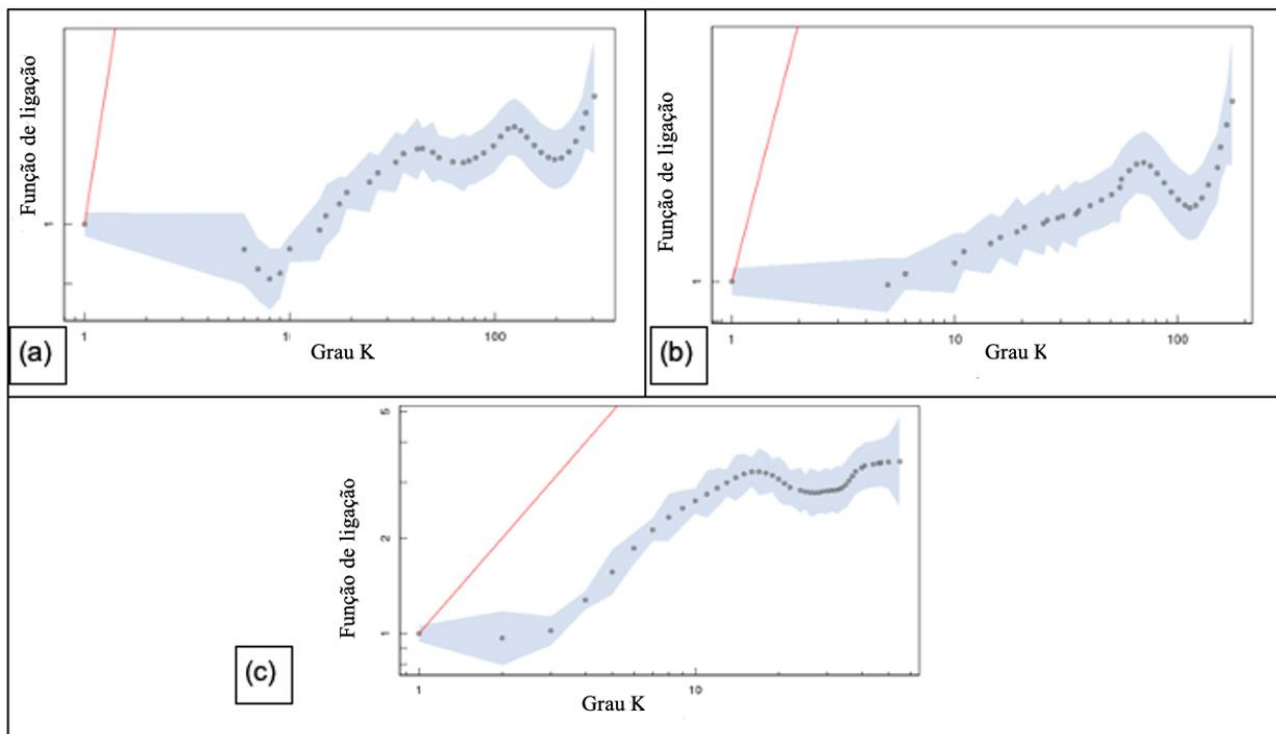 Função de ligação
1
1
1
100
Grau K
(a)
Função de ligação
1
1
10
100
Grau K
(b)
Função de ligação
5
2
1
1
10
Grau K
(c)